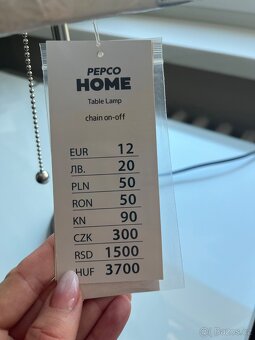 PEPCO
HOME
Table Lamp
chain on-off
EUR 12
ЛВ. 20
PLN 50
RON 50
KN 90
CZK 300
RSD 1500
HUF 3700